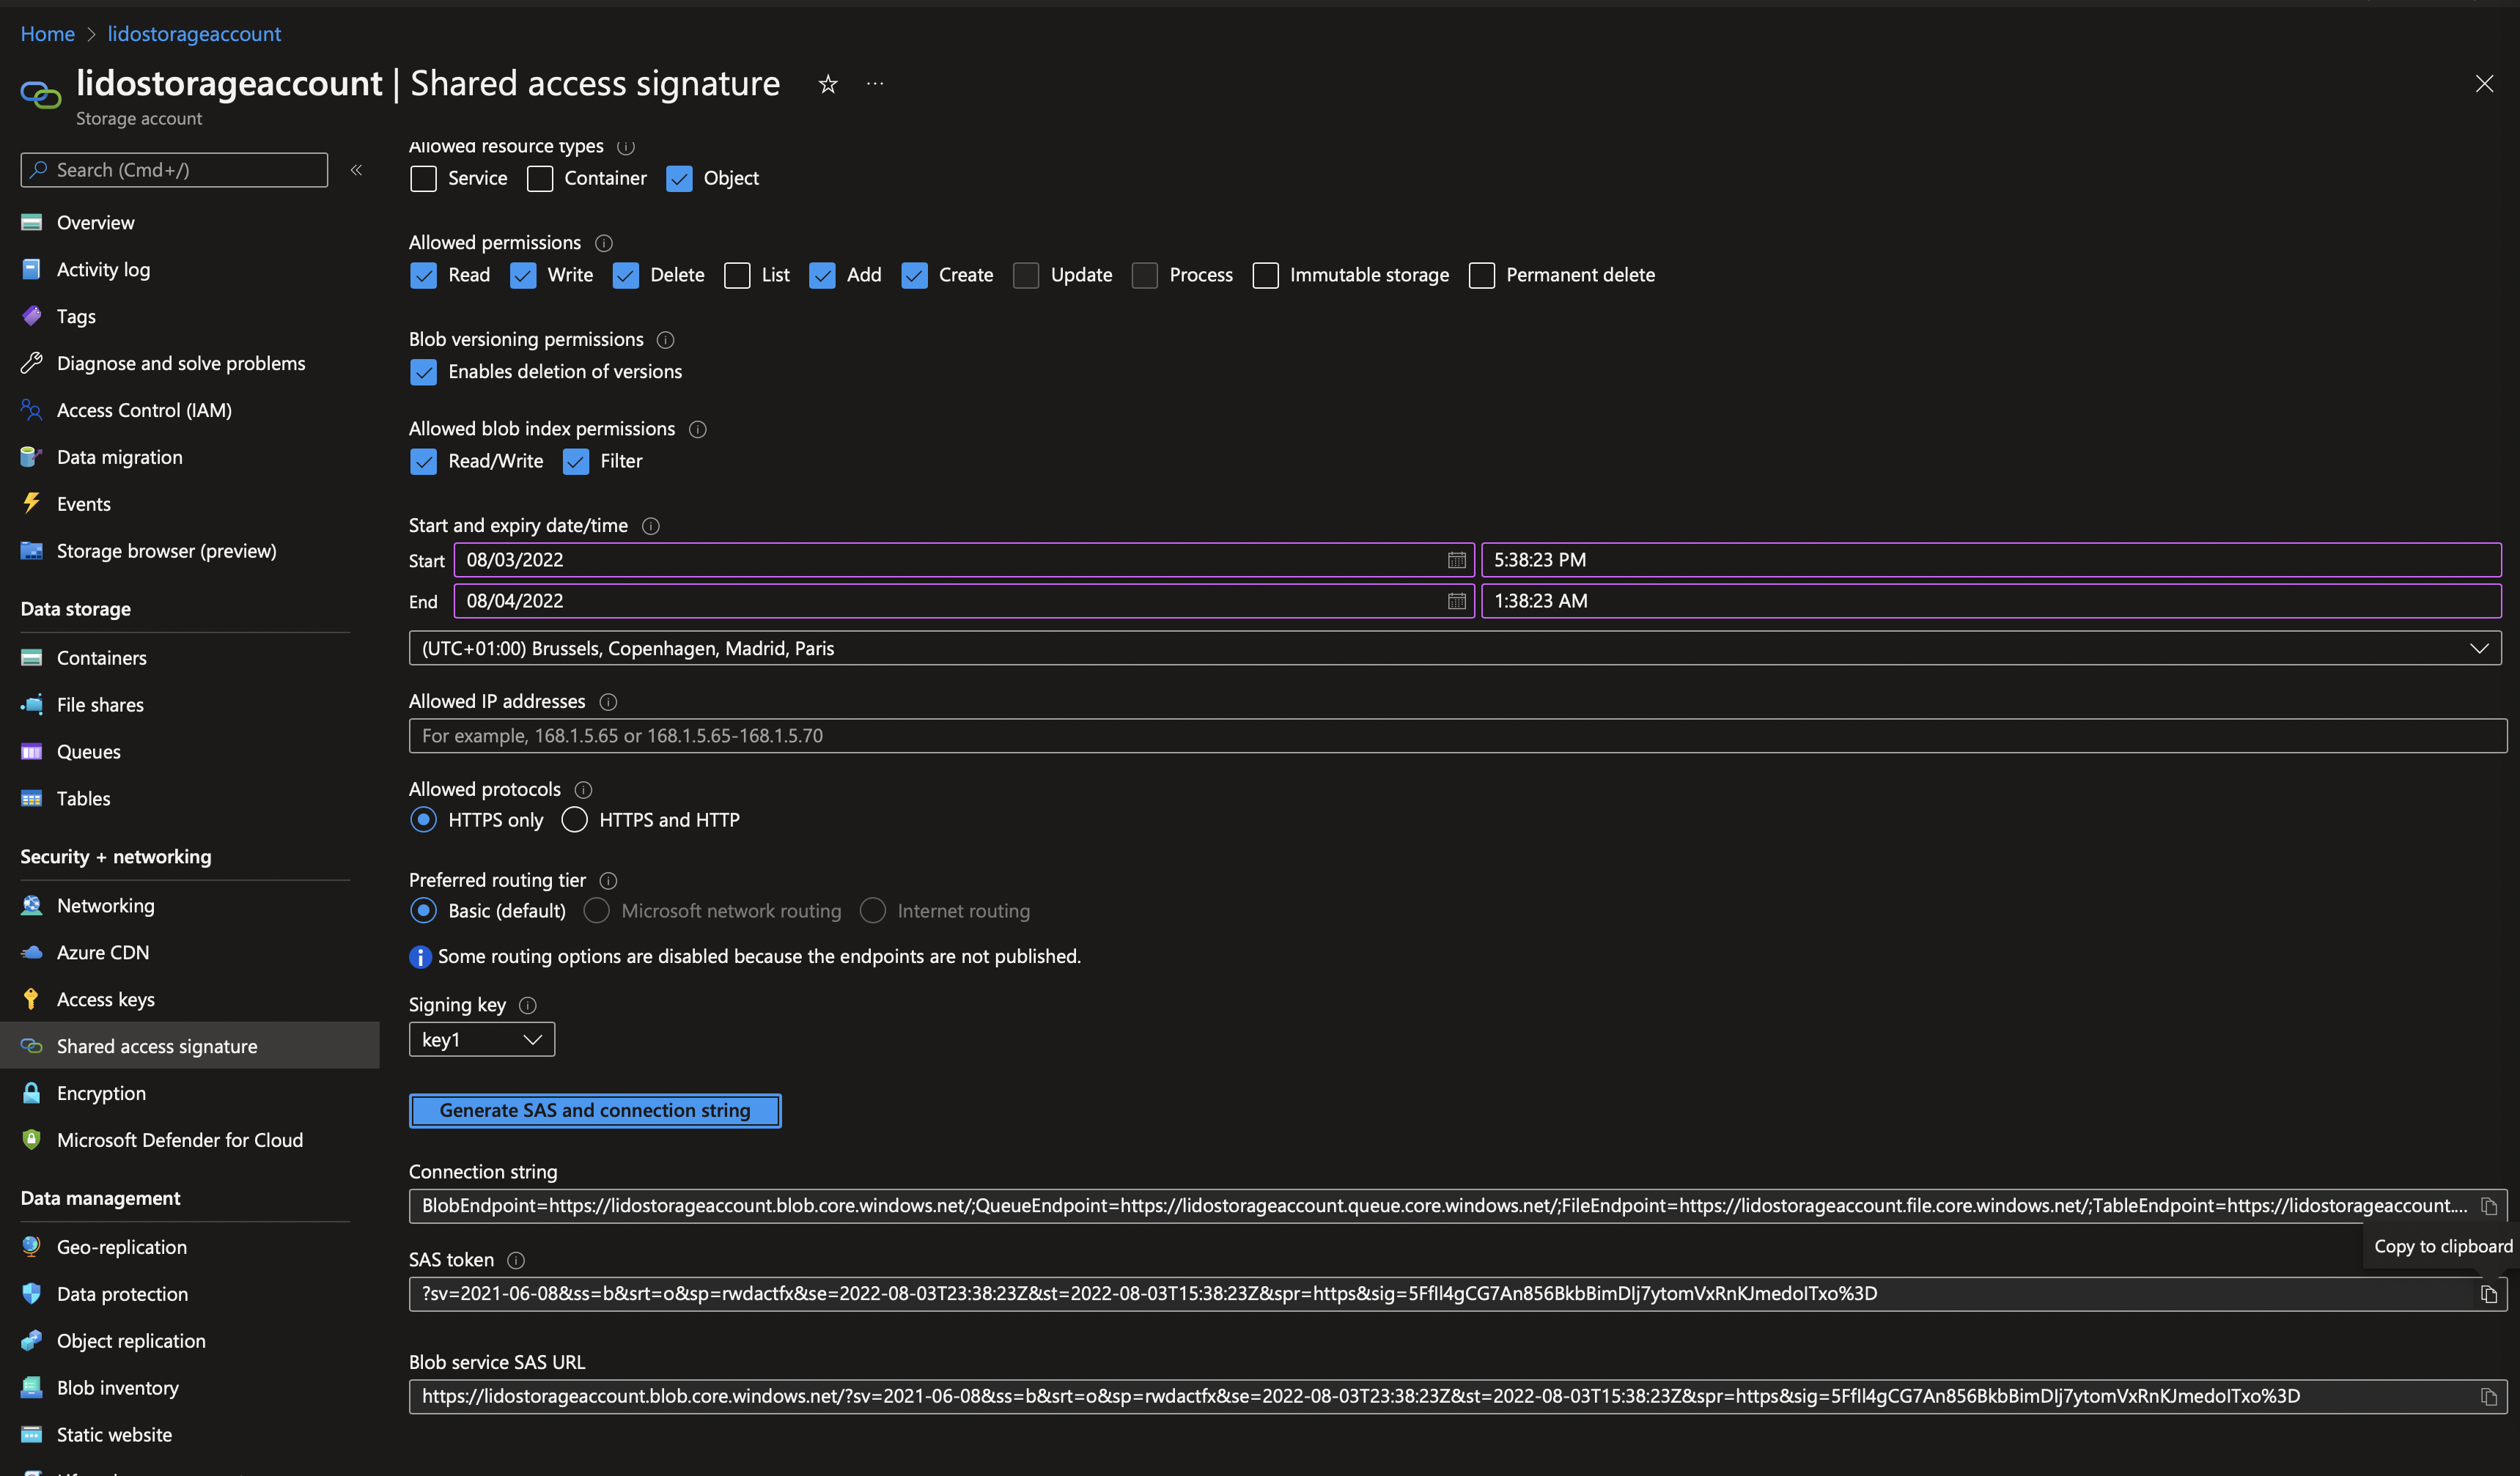 Home > lidostorageaccount
lidostorageaccount | Shared access signature
Storage account
Search (Cmd+/)
Overview
Activity log
Tags
Diagnose and solve problems
Access Control (IAM)
Data migration
Events
Storage browser (preview)
Data storage
Containers
File shares
Queues
Tables
Security + networking
Networking
Azure CDN
Access keys
Shared access signature
Encryption
Microsoft Defender for Cloud
Data management
Geo-replication
Data protection
Object replication
Blob inventory
Static website
Allowed resource types
Service Container Object
Allowed permissions
Read Write Delete List Add Create Update Process Immutable storage Permanent delete
Blob versioning permissions
Enables deletion of versions
Allowed blob index permissions
Read/Write Filter
Start and expiry date/time
Start 08/03/2022 5:38:23 PM
End 08/04/2022 1:38:23 AM
(UTC+01:00) Brussels, Copenhagen, Madrid, Paris
Allowed IP addresses
For example, 168.1.5.65 or 168.1.5.65-168.1.5.70
Allowed protocols
HTTPS only HTTPS and HTTP
Preferred routing tier
Basic (default) Microsoft network routing Internet routing
Some routing options are disabled because the endpoints are not published.
Signing key
key1
Generate SAS and connection string
Connection string
BlobEndpoint=https://lidostorageaccount.blob.core.windows.net/;QueueEndpoint=https://lidostorageaccount.queue.core.windows.net/;FileEndpoint=https://lidostorageaccount.file.core.windows.net/;TableEndpoint=https://lidostorageaccount....
Copy to clipboard
SAS token
?sv=2021-06-08&ss=b&srt=o&sp=rwdactfx&se=2022-08-03T23:38:23Z&st=2022-08-03T15:38:23Z&spr=https&sig=5FfIl4gCG7An856BkbBimDIj7ytomVxRnKJmedoITxo%3D
Blob service SAS URL
https://lidostorageaccount.blob.core.windows.net/?sv=2021-06-08&ss=b&srt=o&sp=rwdactfx&se=2022-08-03T23:38:23Z&st=2022-08-03T15:38:23Z&spr=https&sig=5FfIl4gCG7An856BkbBimDIj7ytomVxRnKJmedoITxo%3D